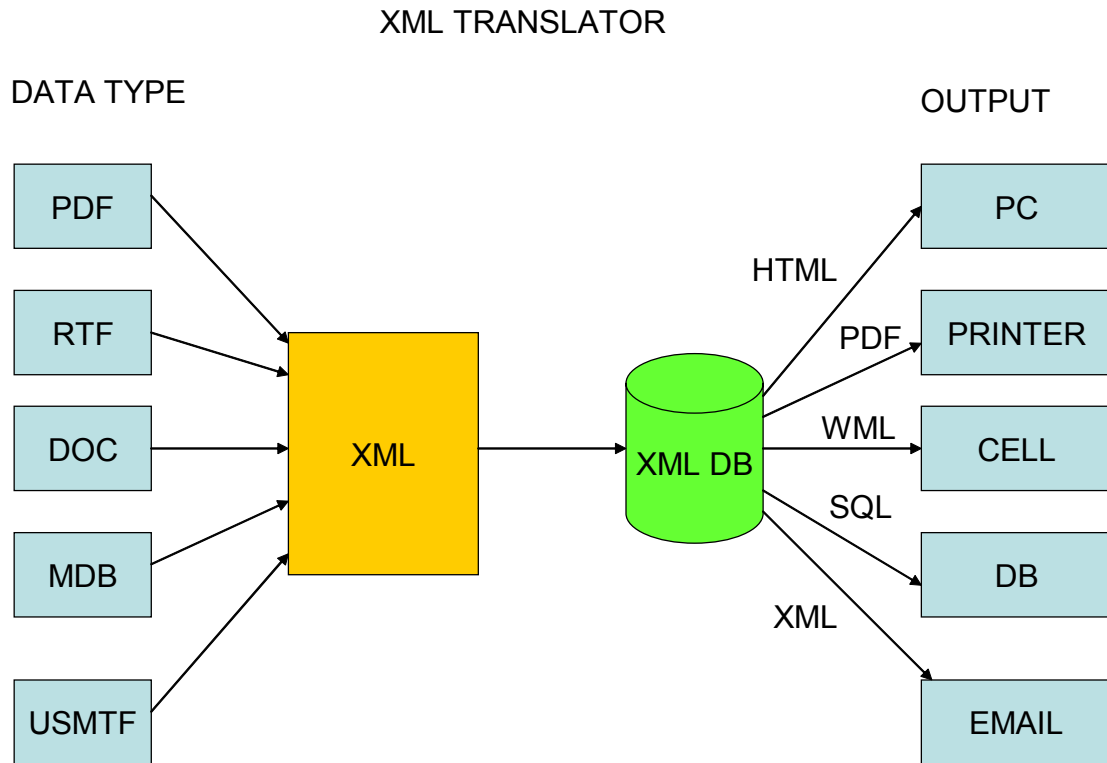 XML TRANSLATOR
DATA TYPE
OUTPUT
PDF
RTF
DOC
MDB
USMTF
XML
XML DB
HTML
PDF
WML
SQL
XML
PC
PRINTER
CELL
DB
EMAIL